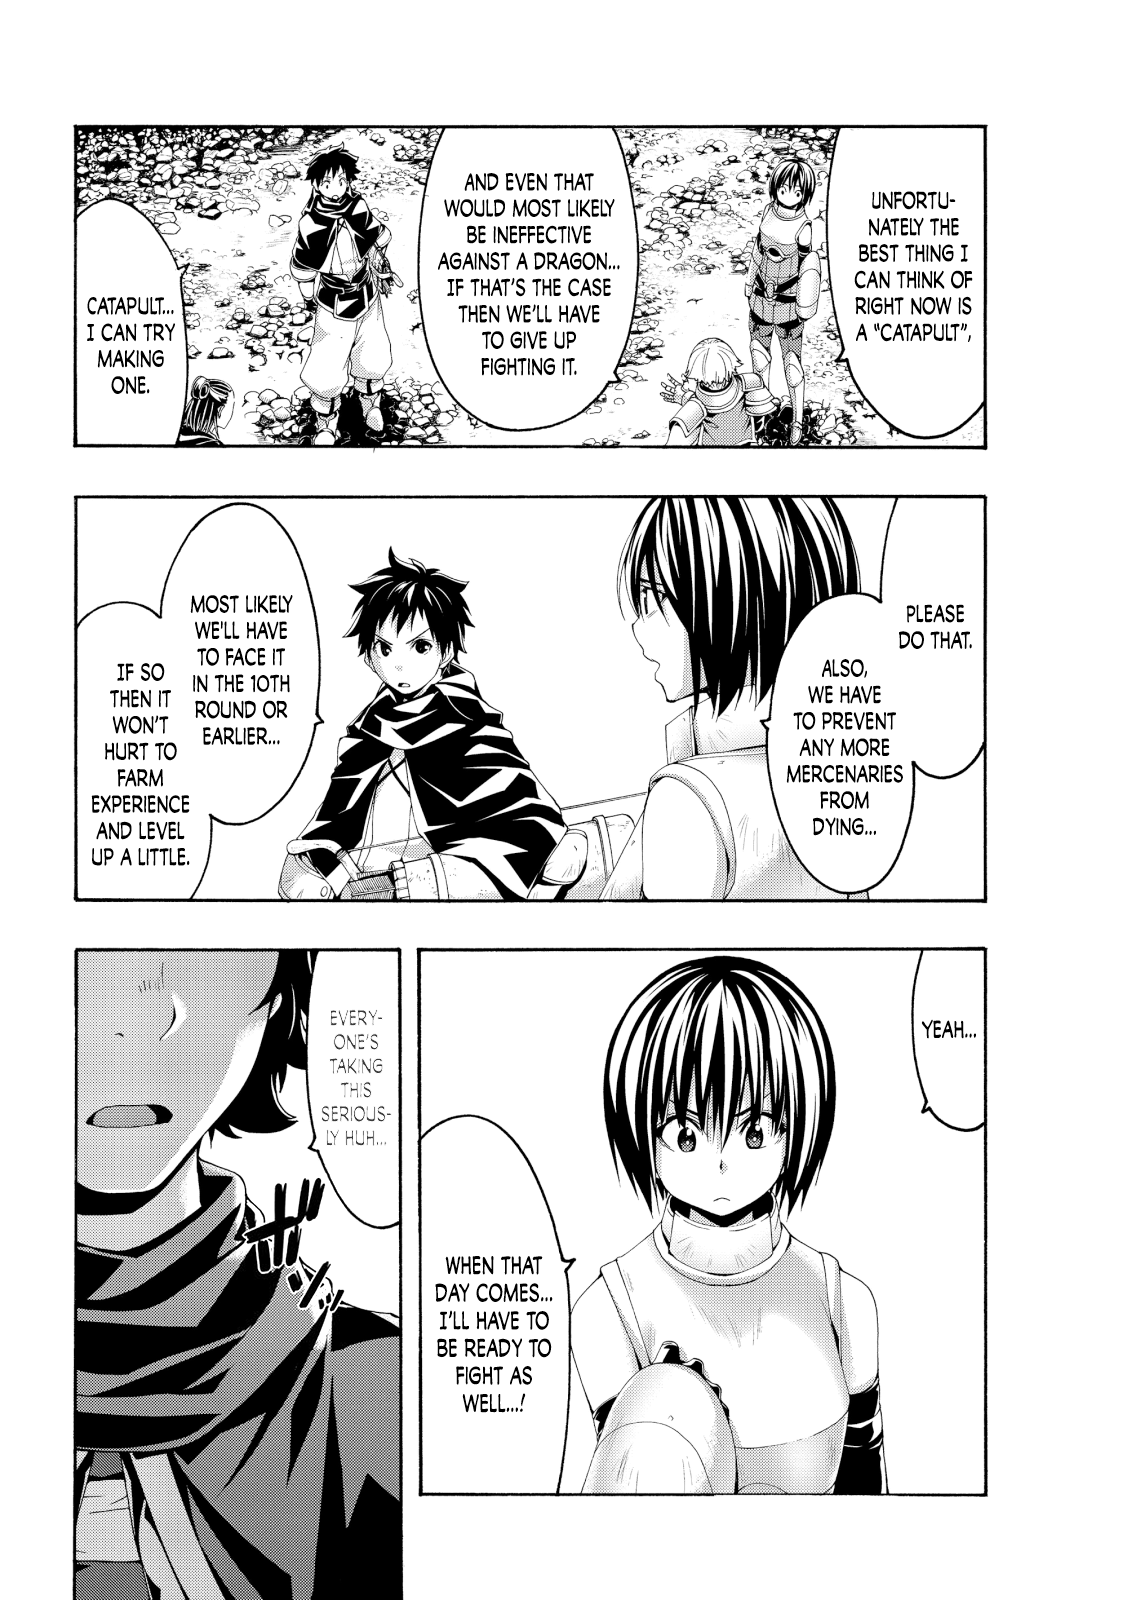 UNFORTU-
NATELY THE
BEST THING I
CAN THINK OF
RIGHT NOW IS
A “CATAPULT”,
AND EVEN THAT
WOULD MOST LIKELY
BE INEFFECTIVE
AGAINST A DRAGON...
IF THAT'S THE CASE
THEN WE'LL HAVE
TO GIVE UP
FIGHTING IT.
CATAPULT...
I CAN TRY
MAKING
ONE.
PLEASE
DO THAT.
ALSO,
WE HAVE
TO PREVENT
ANY MORE
MERCENARIES
FROM
DYING...
MOST LIKELY
WE'LL HAVE
TO FACE IT
IN THE 10TH
ROUND OR
EARLIER...
IF SO
THEN IT
WON'T
HURT TO
FARM
EXPERIENCE
AND LEVEL
UP A LITTLE.
YEAH...
WHEN THAT
DAY COMES...
I'LL HAVE TO
BE READY TO
FIGHT AS
WELL...!
EVERY-
ONE'S
TAKING
THIS
SERIOUS-
LY HUH...